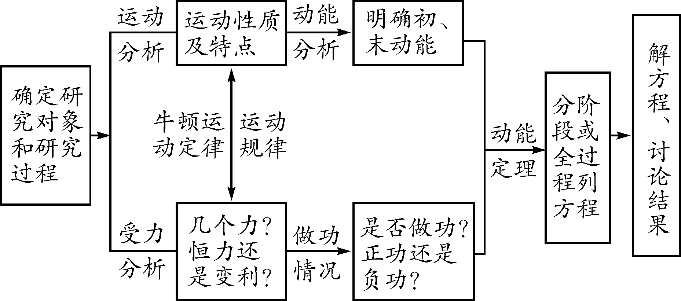 确定研
究对象
和研究
过程
运动
分析
运动性质
及特点
动能
分析
明确初、
末动能
牛顿运
动定律
运动
规律
受力
分析
几个力?
恒力还
是变利?
做功
情况
是否做功?
正功还是
负功?
动能
定理
分阶
段或
全过
程列
方程
解方程、讨论结果